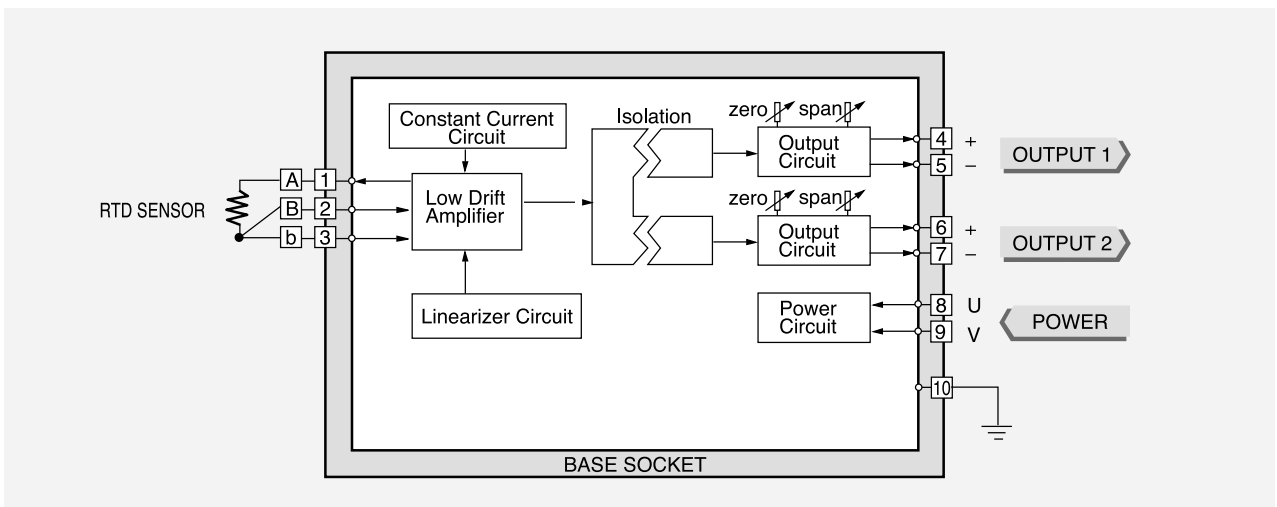 Constant Current
Circuit
Isolation
zero span
Output
Circuit
4 +
5 −
OUTPUT 1
RTD SENSOR
A 1
B 2
b 3
Low Drift
Amplifier
zero span
Output
Circuit
6 +
7 −
OUTPUT 2
Linearizer Circuit
Power
Circuit
8 U
9 V
POWER
10
BASE SOCKET